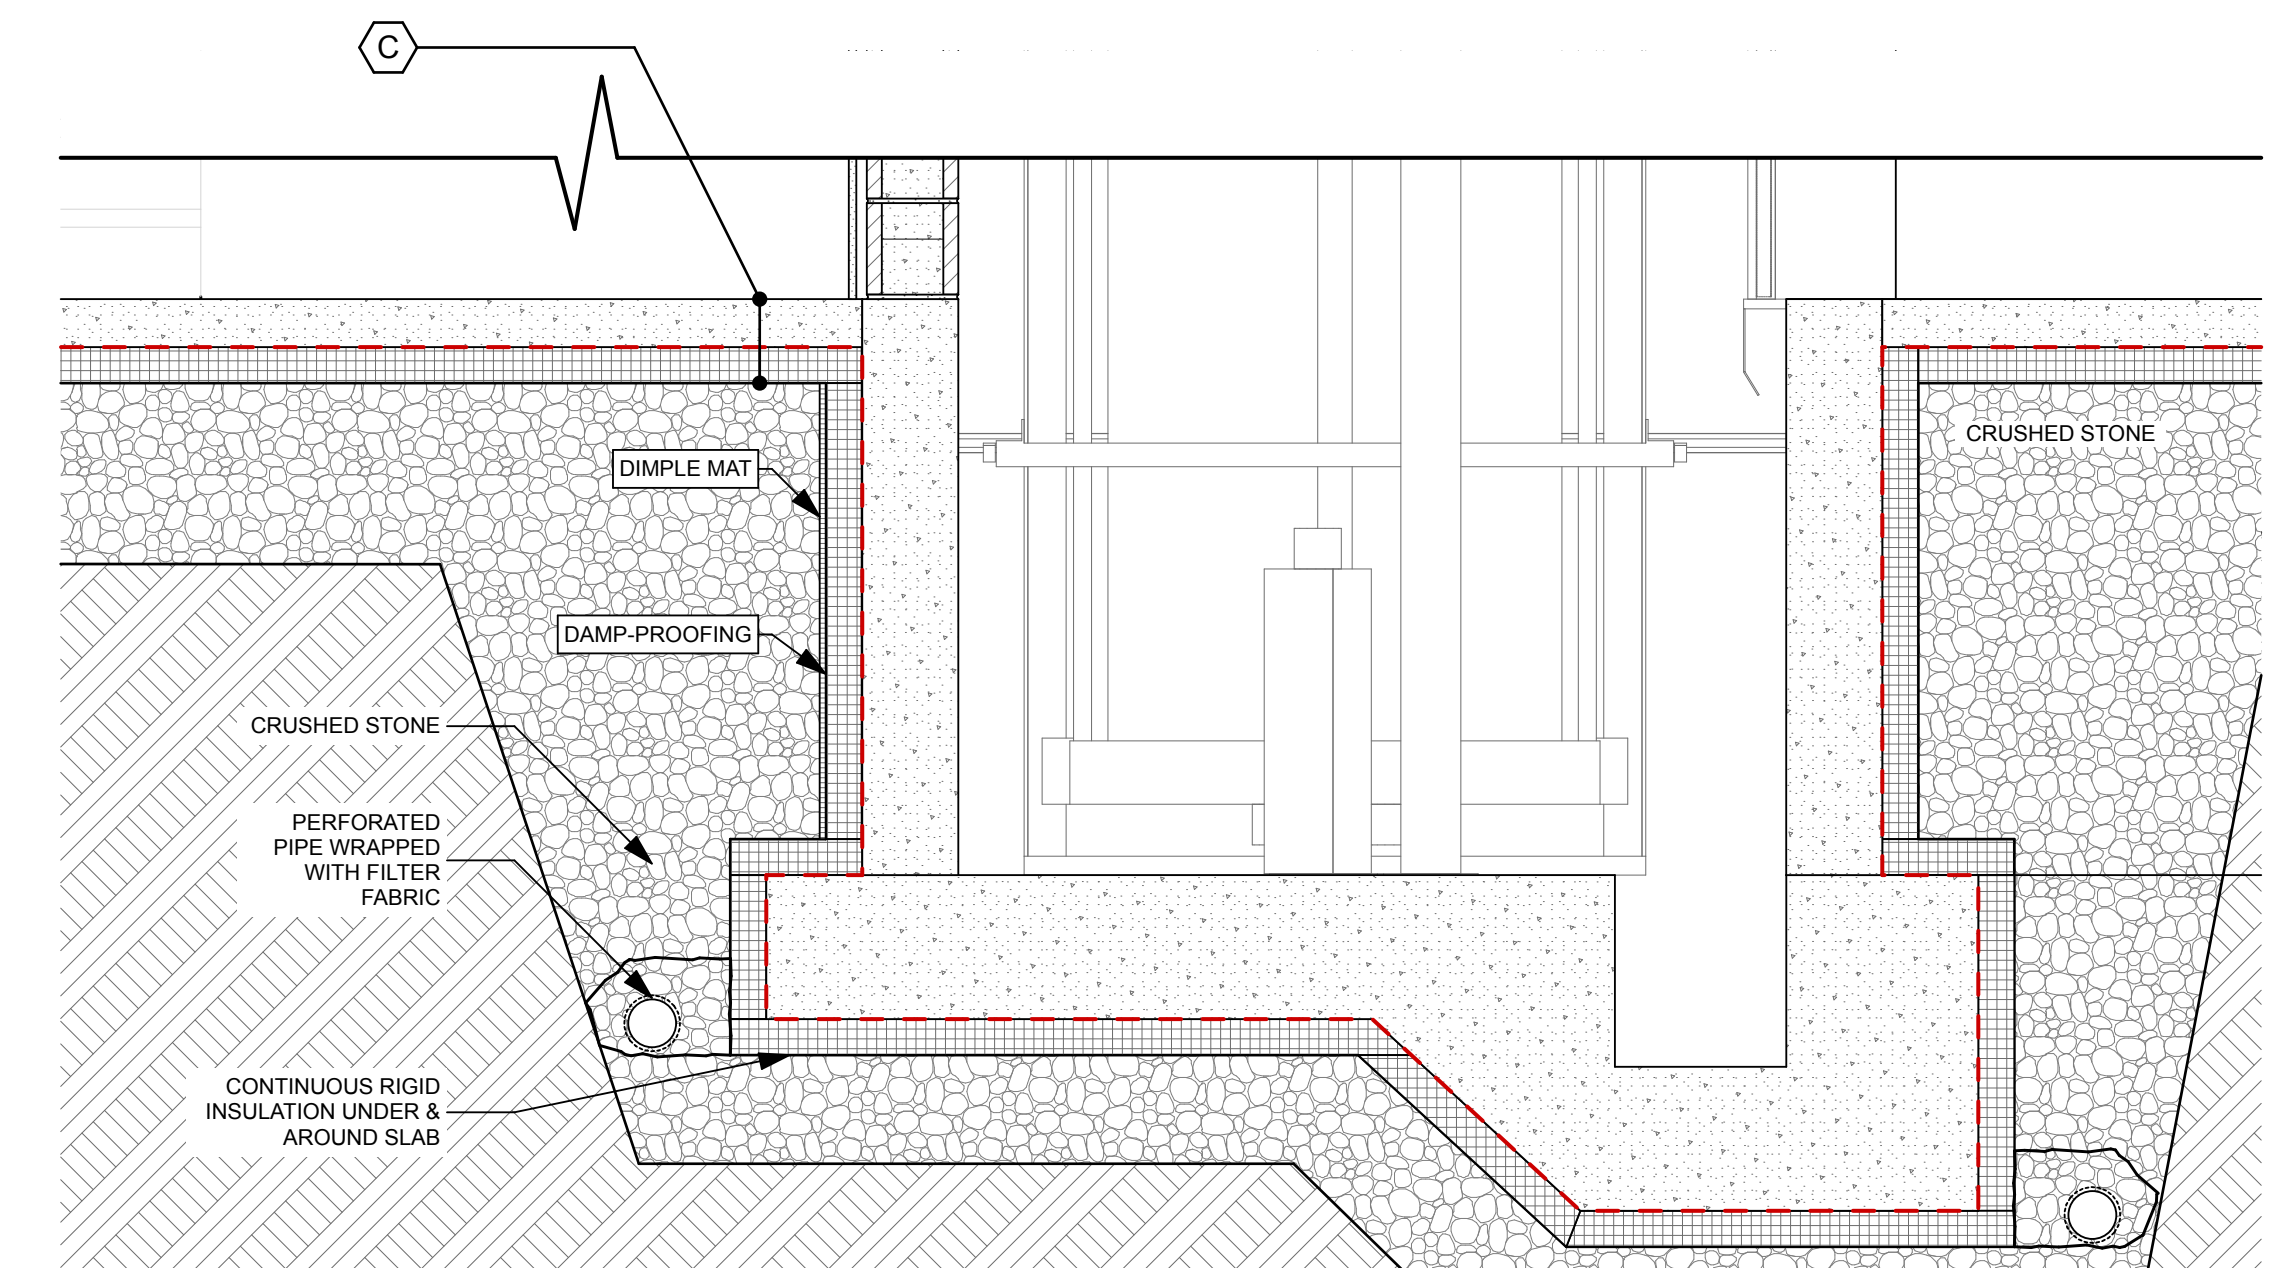 C
CRUSHED STONE
DIMPLE MAT
DAMP-PROOFING
CRUSHED STONE
PERFORATED
PIPE WRAPPED
WITH FILTER
FABRIC
CONTINUOUS RIGID
INSULATION UNDER &
AROUND SLAB